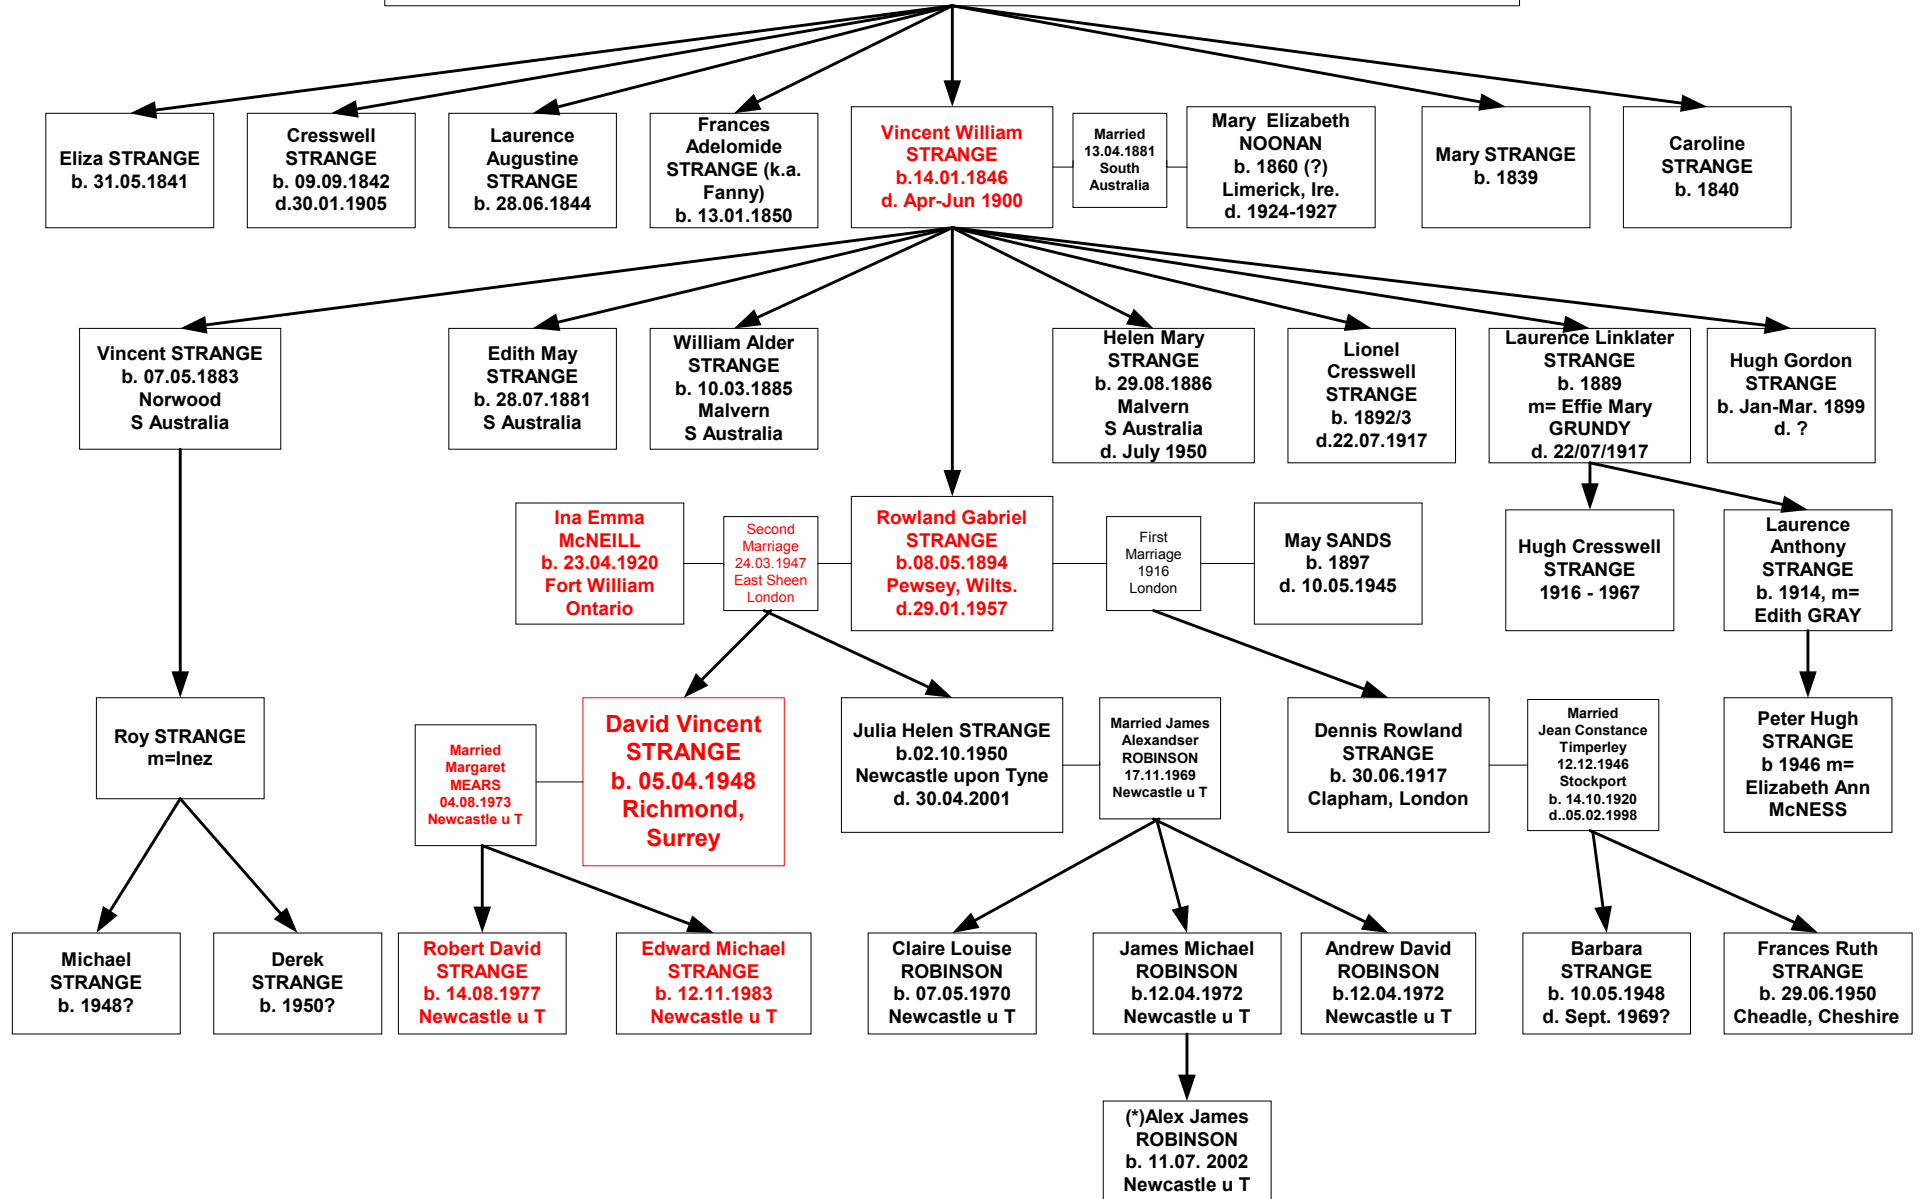 Eliza STRANGE
b. 31.05.1841
Cresswell
STRANGE
b. 09.09.1842
d.30.01.1905
Laurence
Augustine
STRANGE
b. 28.06.1844
Frances
Adelomide
STRANGE (k.a.
Fanny)
b. 13.01.1850
Vincent William
STRANGE
b.14.01.1846
d. Apr-Jun 1900
Married
13.04.1881
South
Australia
Mary Elizabeth
NOONAN
b. 1860 (?)
Limerick, Ire.
d. 1924-1927
Mary STRANGE
b. 1839
Caroline
STRANGE
b. 1840
Vincent STRANGE
b. 07.05.1883
Norwood
S Australia
Edith May
STRANGE
b. 28.07.1881
S Australia
William Alder
STRANGE
b. 10.03.1885
Malvern
S Australia
Helen Mary
STRANGE
b. 29.08.1886
Malvern
S Australia
d. July 1950
Lionel
Cresswell
STRANGE
b. 1892/3
d.22.07.1917
Laurence Linklater
STRANGE
b. 1889
m= Effie Mary
GRUNDY
d. 22/07/1917
Hugh Gordon
STRANGE
b. Jan-Mar. 1899
d. ?
Ina Emma
McNEILL
b. 23.04.1920
Fort William
Ontario
Second
Marriage
24.03.1947
East Sheen
London
Rowland Gabriel
STRANGE
b.08.05.1894
Pewsey, Wilts.
d.29.01.1957
First
Marriage
1916
London
May SANDS
b. 1897
d. 10.05.1945
Hugh Cresswell
STRANGE
1916 - 1967
Laurence
Anthony
STRANGE
b. 1914, m=
Edith GRAY
Roy STRANGE
m=Inez
Married
Margaret
MEARS
04.08.1973
Newcastle u T
David Vincent
STRANGE
b. 05.04.1948
Richmond,
Surrey
Julia Helen STRANGE
b.02.10.1950
Newcastle upon Tyne
d. 30.04.2001
Married James
Alexandser
ROBINSON
17.11.1969
Newcastle u T
Dennis Rowland
STRANGE
b. 30.06.1917
Clapham, London
Married
Jean Constance
Timperley
12.12.1946
Stockport
b. 14.10.1920
d..05.02.1998
Peter Hugh
STRANGE
b 1946 m=
Elizabeth Ann
McNESS
Michael
STRANGE
b. 1948?
Derek
STRANGE
b. 1950?
Robert David
STRANGE
b. 14.08.1977
Newcastle u T
Edward Michael
STRANGE
b. 12.11.1983
Newcastle u T
Claire Louise
ROBINSON
b. 07.05.1970
Newcastle u T
James Michael
ROBINSON
b.12.04.1972
Newcastle u T
Andrew David
ROBINSON
b.12.04.1972
Newcastle u T
Barbara
STRANGE
b. 10.05.1948
d. Sept. 1969?
Frances Ruth
STRANGE
b. 29.06.1950
Cheadle, Cheshire
(*)Alex James
ROBINSON
b. 11.07. 2002
Newcastle u T